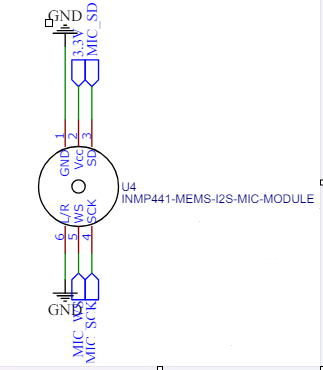 GND
3.3V
MIC_SD
1
2
3
GND
Vcc
SD
U4
INMP441-MEMS-I2S-MIC-MODULE
L/R
WS
SCK
6
5
4
GND
MIC_WS
MIC_SCK